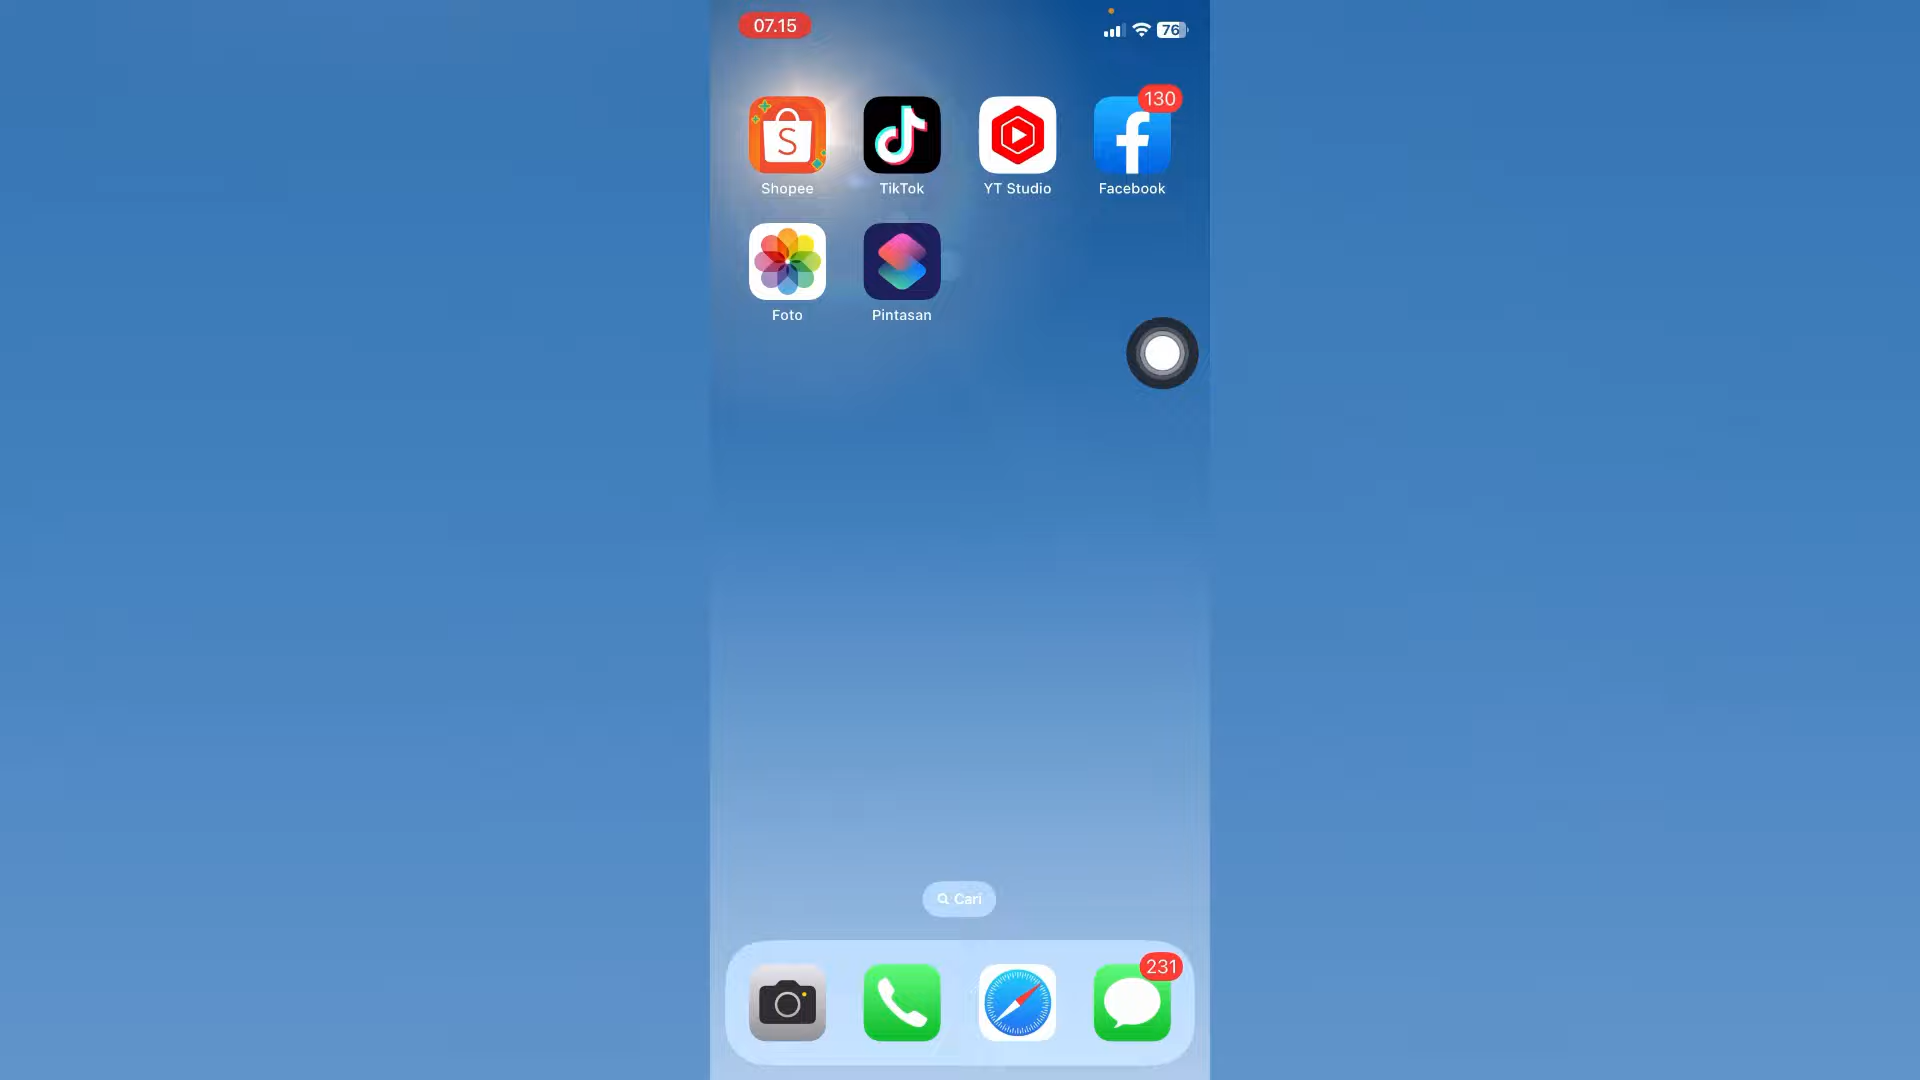 07.15
76
130
Shopee
TikTok
YT Studio
Facebook
Foto
Pintasan
Cari
231